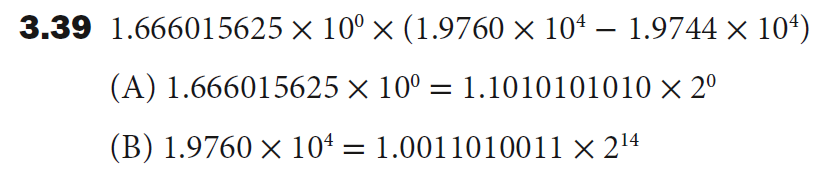 3.39 1.666015625 × 10⁰ × (1.9760 × 10⁴ – 1.9744 × 10⁴)
(A) 1.666015625 × 10⁰ = 1.1010101010 × 2⁰
(B) 1.9760 × 10⁴ = 1.0011010011 × 2¹⁴